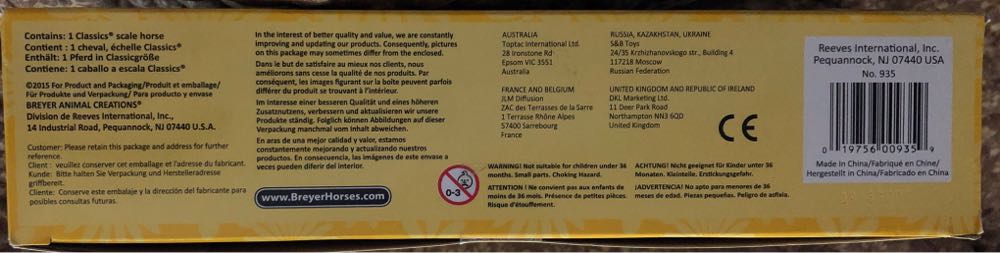 Contains: 1 Classics® scale horse
Contient : 1 cheval, échelle Classics®
Enthält: 1 Pferd in Classicgröße
Contiene: 1 caballo a escala Classics®
©2015 For Product and Packaging/Produit et emballage/
Für Produkte und Verpackung/ Para producto y envase
BREYER ANIMAL CREATIONS®
Division de Reeves International, Inc.,
14 Industrial Road, Pequannock, NJ 07440 U.S.A.
Customer: Please retain this package and address for further
reference.
Client : veuillez conserver cet emballage et l'adresse du fabricant.
Kunde: Bitte halten Sie Verpackung und Herstelleradresse
griffbereit.
Cliente: Conserve este embalaje y la dirección del fabricante para
posibles consultas futuras.
In the interest of better quality and value, we are constantly
improving and updating our products. Consequently, pictures
on this package may sometimes differ from the enclosed.
Dans le but de satisfaire au mieux nos clients, nous
améliorons sans cesse la qualité de nos produits. Par
conséquent, les images figurant sur la boîte peuvent parfois
différer du produit se trouvant à l'intérieur.
Im Interesse einer besseren Qualität und eines höheren
Zusatznutzens, verbessern und aktualisieren wir unsere
Produkte ständig. Folglich können Abbildungen auf dieser
Verpackung manchmal vom Inhalt abweichen.
En aras de una mejor calidad y valor, estamos
constantemente mejorando y actualizando nuestros
productos. En consecuencia, las imágenes de este envase a
veces pueden diferir del interior.
www.BreyerHorses.com
0-3
AUSTRALIA
Toptac International Ltd.
28 Ironstone Rd
Epsom VIC 3551
Australia
FRANCE AND BELGIUM
JLM Diffusion
ZAC des Terrasses de la Sarre
1 Terrasse Rhône Alpes
57400 Sarrebourg
France
RUSSIA, KAZAKHSTAN, UKRAINE
S&B Toys
24/35 Krzhizhanovskogo str., Building 4
117218 Moscow
Russian Federation
UNITED KINGDOM AND REPUBLIC OF IRELAND
DKL Marketing Ltd.
11 Deer Park Road
Northampton NN3 6QD
United Kingdom
CE
WARNING! Not suitable for children under 36
months. Small parts. Choking Hazard.
ATTENTION ! Ne convient pas aux enfants de
moins de 36 mois. Présence de petites pièces.
Risque d'étouffement.
ACHTUNG! Nicht geeignet für Kinder unter 36
Monaten. Kleinteile. Erstickungsgefahr.
¡ADVERTENCIA! No apto para menores de 36
meses de edad. Piezas pequeñas. Peligro de asfixia.
Reeves International, Inc.
Pequannock, NJ 07440 USA
No. 935
0 19756 00935 9
Made In China/Fabriqué en Chine/
Hergestellt in China/Fabricado en China